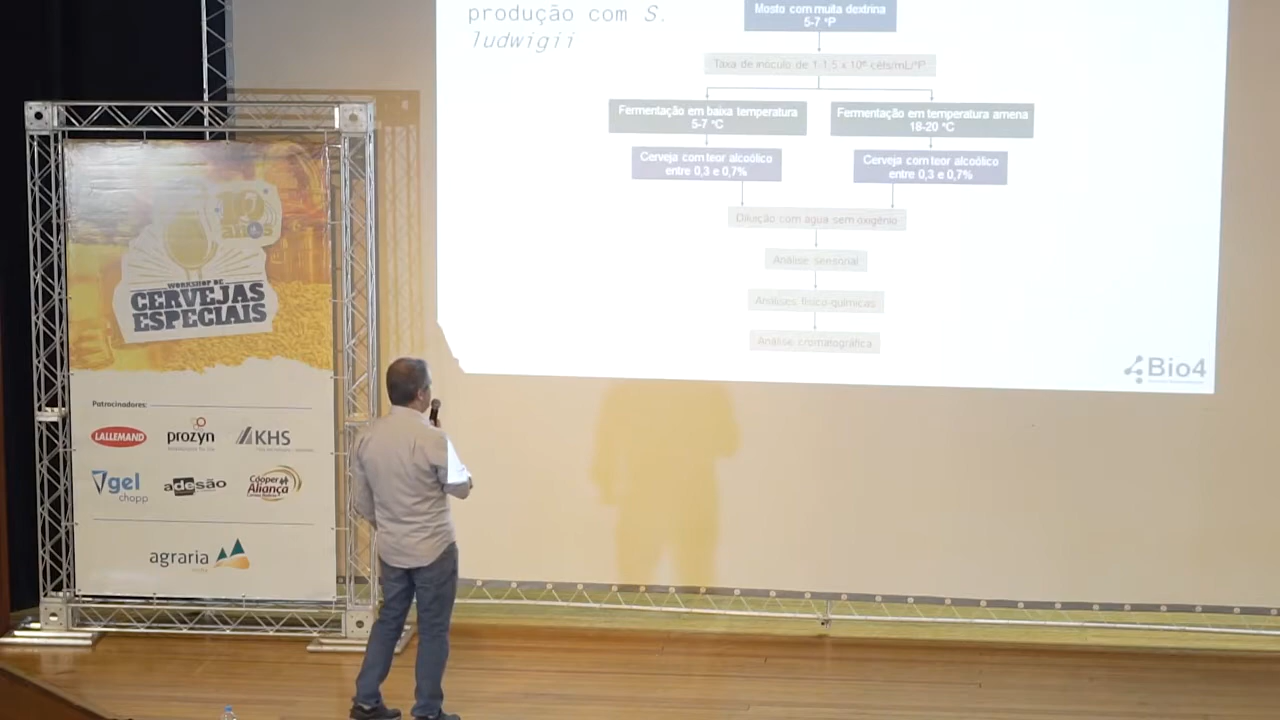 produção com S.
ludwigii
Mosto com muita dextrina
5-7 °P
Taxa de inóculo de 1-1,5 x 10⁶ céls/mL/°P
Fermentação em baixa temperatura
5-7 °C
Fermentação em temperatura amena
18-20 °C
Cerveja com teor alcoólico
entre 0,3 e 0,7%
Cerveja com teor alcoólico
entre 0,3 e 0,7%
Diluição com água sem oxigênio
Análise sensorial
Análises físico-químicas
Análise cromatográfica
Bio4
10
anos
WORKSHOP DE
CERVEJAS
ESPECIAIS
Patrocinadores:
LALLEMAND
prozyn
KHS
gel
chopp
adesão
Cooper
Aliança
agraria